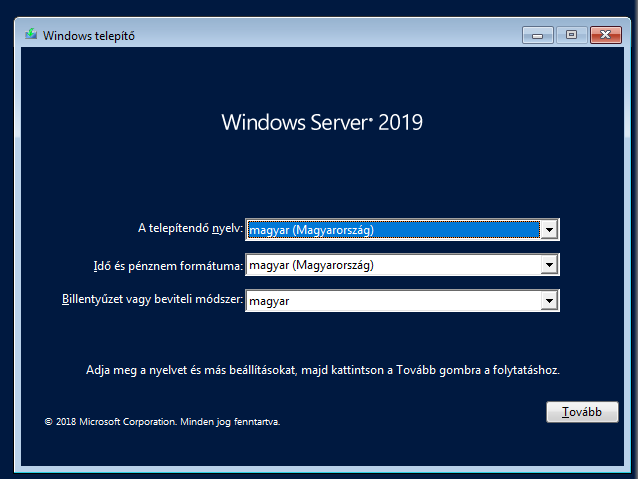 Windows telepítő
Windows Server® 2019
A telepítendő nyelv: magyar (Magyarország)
Idő és pénznem formátuma: magyar (Magyarország)
Billentyűzet vagy beviteli módszer: magyar
Adja meg a nyelvet és más beállításokat, majd kattintson a Tovább gombra a folytatáshoz.
Tovább
© 2018 Microsoft Corporation. Minden jog fenntartva.